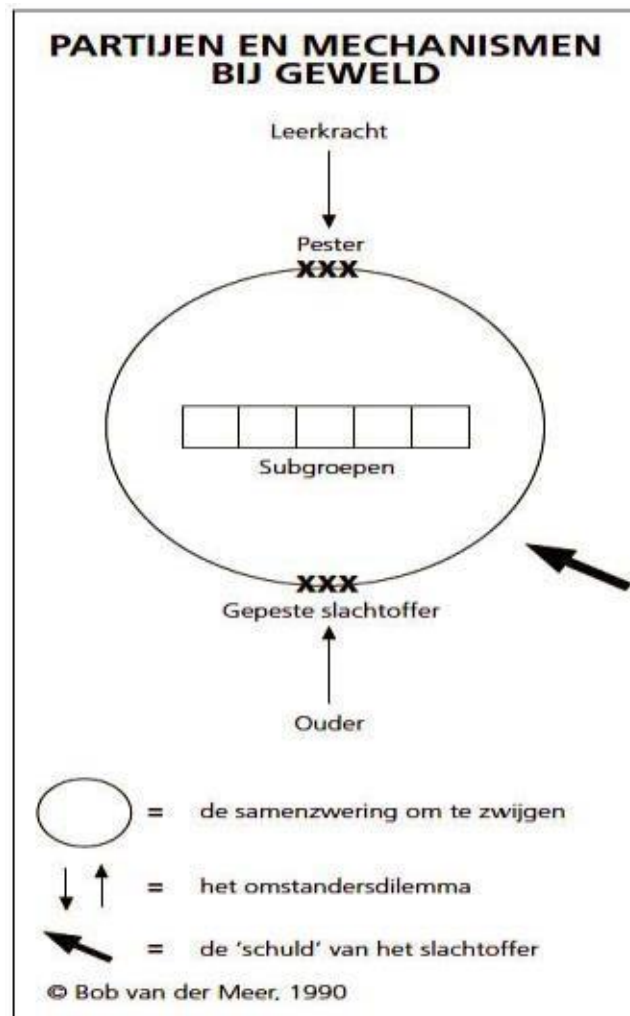 PARTIJEN EN MECHANISMEN
BIJ GEWELD
Leerkracht
Pester
xxx
Subgroepen
xxx
Gepeste slachtoffer
Ouder
= de samenzwering om te zwijgen
= het omstandersdilemma
= de 'schuld' van het slachtoffer
© Bob van der Meer, 1990